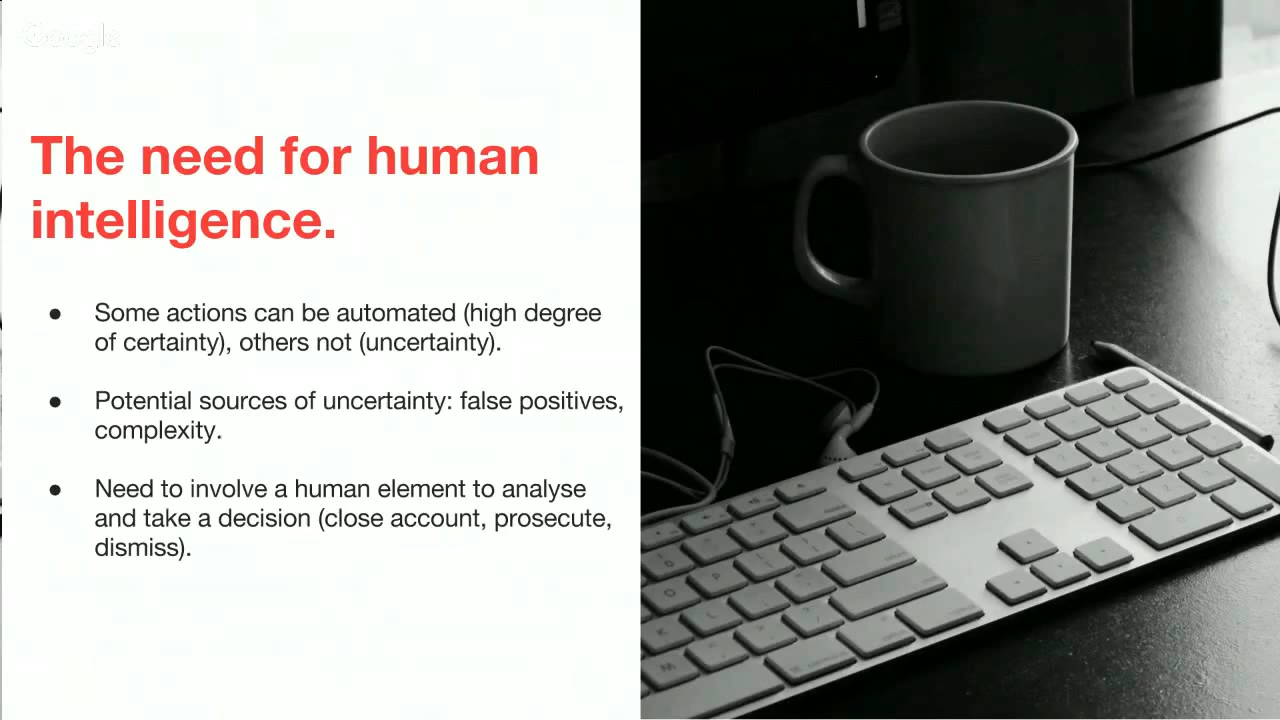 Google
The need for human
intelligence.
● Some actions can be automated (high degree
of certainty), others not (uncertainty).
● Potential sources of uncertainty: false positives,
complexity.
● Need to involve a human element to analyse
and take a decision (close account, prosecute,
dismiss).